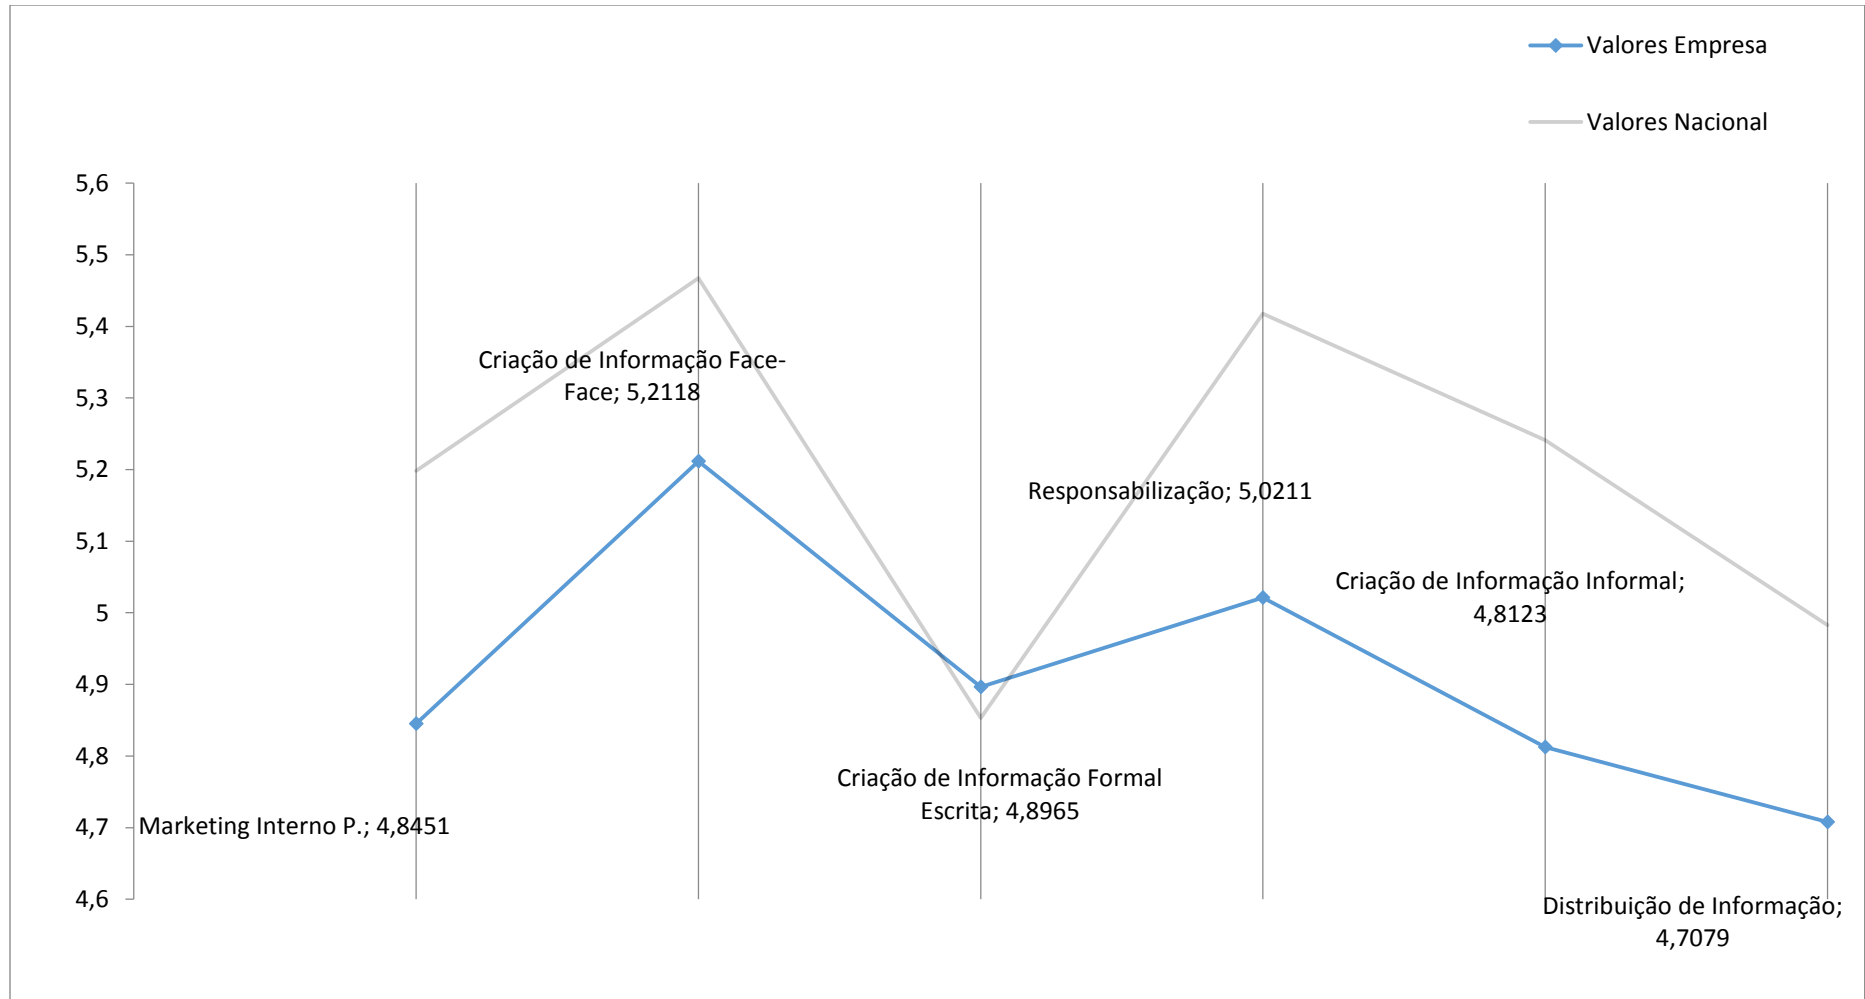 Valores Empresa
Valores Nacional
5,6
5,5
5,4
5,3
5,2
5,1
5
4,9
4,8
4,7
4,6
Criação de Informação Face-
Face; 5,2118
Responsabilização; 5,0211
Criação de Informação Informal;
4,8123
Criação de Informação Formal
Escrita; 4,8965
Marketing Interno P.; 4,8451
Distribuição de Informação;
4,7079